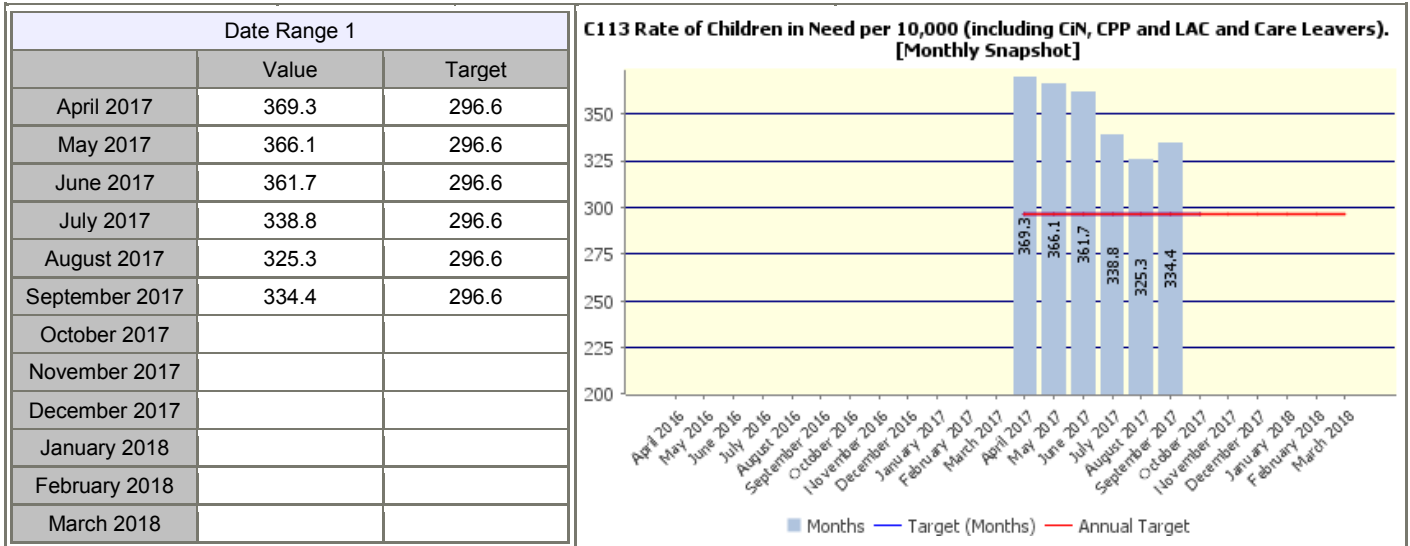 Date Range 1
Value Target
April 2017 369.3 296.6
May 2017 366.1 296.6
June 2017 361.7 296.6
July 2017 338.8 296.6
August 2017 325.3 296.6
September 2017 334.4 296.6
October 2017
November 2017
December 2017
January 2018
February 2018
March 2018
C113 Rate of Children in Need per 10,000 (including CiN, CPP and LAC and Care Leavers).
[Monthly Snapshot]
350
325
300
275
250
225
200
369.3
366.1
361.7
338.8
325.3
334.4
April 2016
May 2016
June 2016
July 2016
August 2016
September 2016
October 2016
November 2016
December 2016
January 2017
February 2017
March 2017
April 2017
May 2017
June 2017
July 2017
August 2017
September 2017
October 2017
November 2017
December 2017
January 2018
February 2018
March 2018
Months Target (Months) Annual Target